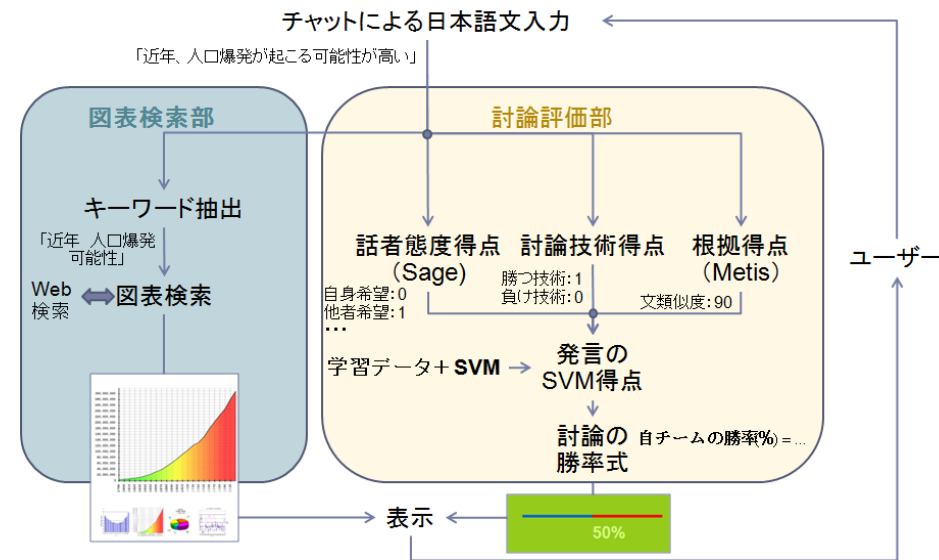 チャットによる日本語文入力
「近年、人口爆発が起こる可能性が高い」
図表検索部
討論評価部
キーワード抽出
「近年 人口爆発
可能性」
Web
検索
図表検索
話者態度得点
（Sage)
自身希望：0
他者希望：1
…
討論技術得点
勝つ技術：1
負け技術：0
根拠得点
（Metis）
文類似度：90
ユーザー
学習データ＋SVM
発言の
SVM得点
討論の
勝率式
自チームの勝率(%) = ...
表示
50%